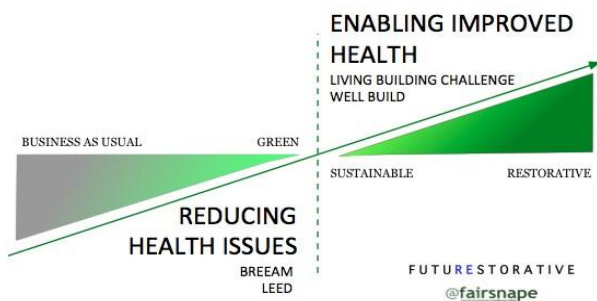 ENABLING IMPROVED
HEALTH
LIVING BUILDING CHALLENGE
WELL BUILD
BUSINESS AS USUAL
GREEN
SUSTAINABLE
RESTORATIVE
REDUCING
HEALTH ISSUES
BREEAM
LEED
FUTURESTORATIVE
@fairsnape